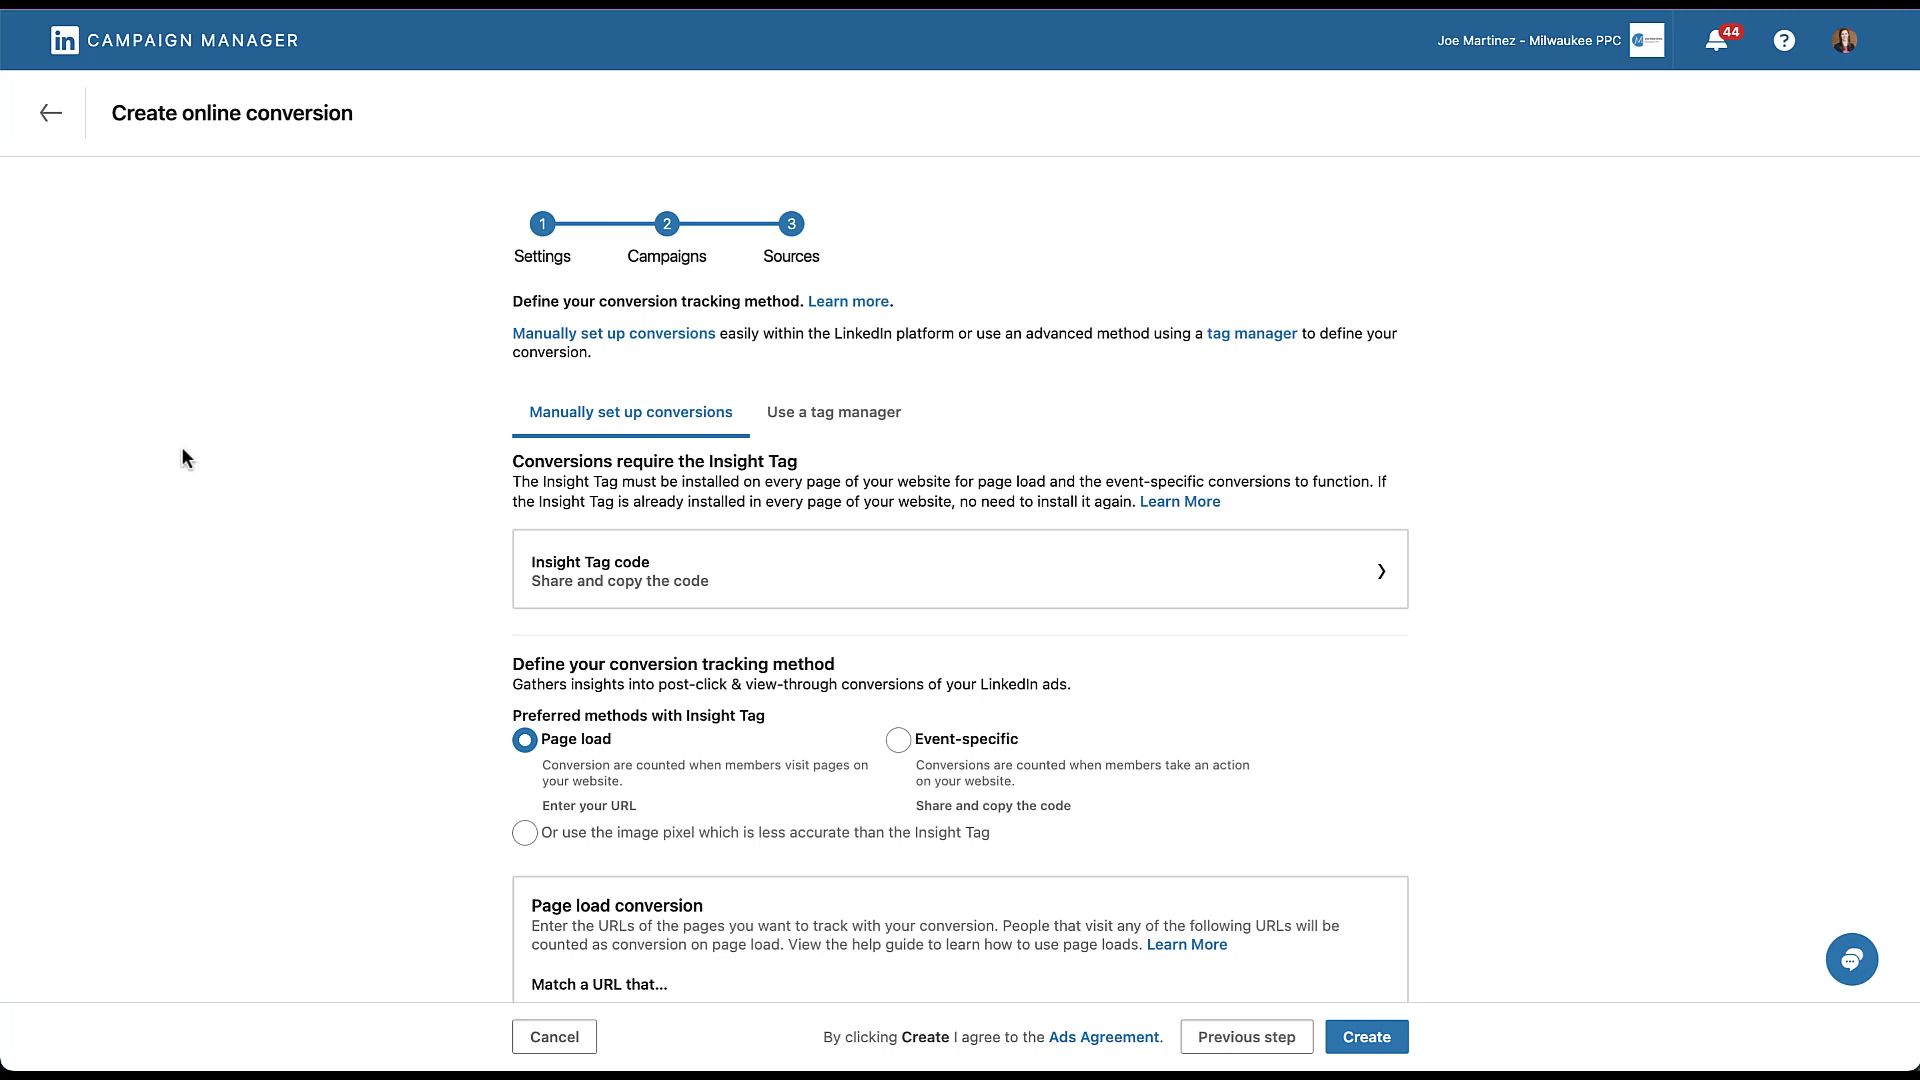 in CAMPAIGN MANAGER
Joe Martinez - Milwaukee PPC
44
?
Create online conversion
1 2 3
Settings Campaigns Sources
Define your conversion tracking method. Learn more.
Manually set up conversions easily within the LinkedIn platform or use an advanced method using a tag manager to define your
conversion.
Manually set up conversions Use a tag manager
Conversions require the Insight Tag
The Insight Tag must be installed on every page of your website for page load and the event-specific conversions to function. If
the Insight Tag is already installed in every page of your website, no need to install it again. Learn More
Insight Tag code
Share and copy the code
Define your conversion tracking method
Gathers insights into post-click & view-through conversions of your LinkedIn ads.
Preferred methods with Insight Tag
Page load
Conversion are counted when members visit pages on
your website.
Enter your URL
Event-specific
Conversions are counted when members take an action
on your website.
Share and copy the code
Or use the image pixel which is less accurate than the Insight Tag
Page load conversion
Enter the URLs of the pages you want to track with your conversion. People that visit any of the following URLs will be
counted as conversion on page load. View the help guide to learn how to use page loads. Learn More
Match a URL that...
Cancel
By clicking Create I agree to the Ads Agreement.
Previous step
Create